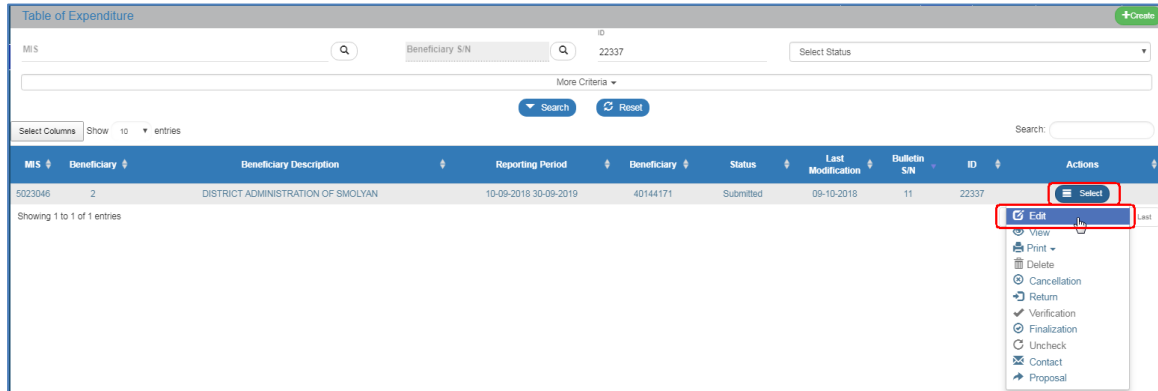 Table of Expenditure
Create
ID
MIS
Beneficiary S/N
22337
Select Status
More Criteria
Search
Reset
Select Columns Show 10 entries
Search:
MIS Beneficiary Beneficiary Description Reporting Period Beneficiary Status Last Modification Bulletin S/N ID Actions
5023046 2 DISTRICT ADMINISTRATION OF SMOLYAN 10-09-2018 30-09-2019 40144171 Submitted 09-10-2018 11 22337 Select
Showing 1 to 1 of 1 entries
Last
Edit
View
Print
Delete
Cancellation
Return
Verification
Finalization
Uncheck
Contact
Proposal